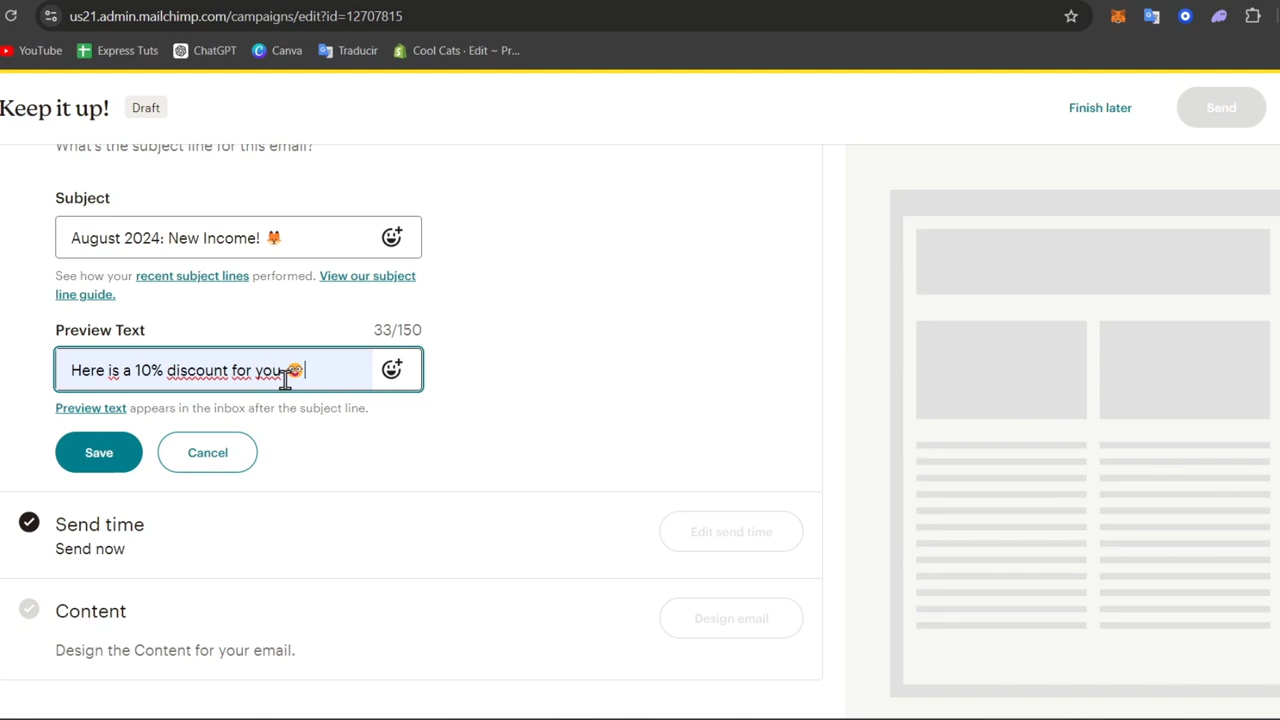 us21.admin.mailchimp.com/campaigns/edit?id=12707815
YouTube
Express Tuts
ChatGPT
Canva
Traducir
Cool Cats · Edit ~ Pr...
Keep it up!
Draft
Finish later
Send
What's the subject line for this email?
Subject
August 2024: New Income! 🦊
See how your recent subject lines performed. View our subject
line guide.
Preview Text
33/150
Here is a 10% discount for you 🥸
Preview text appears in the inbox after the subject line.
Save
Cancel
Send time
Send now
Edit send time
Content
Design the Content for your email.
Design email